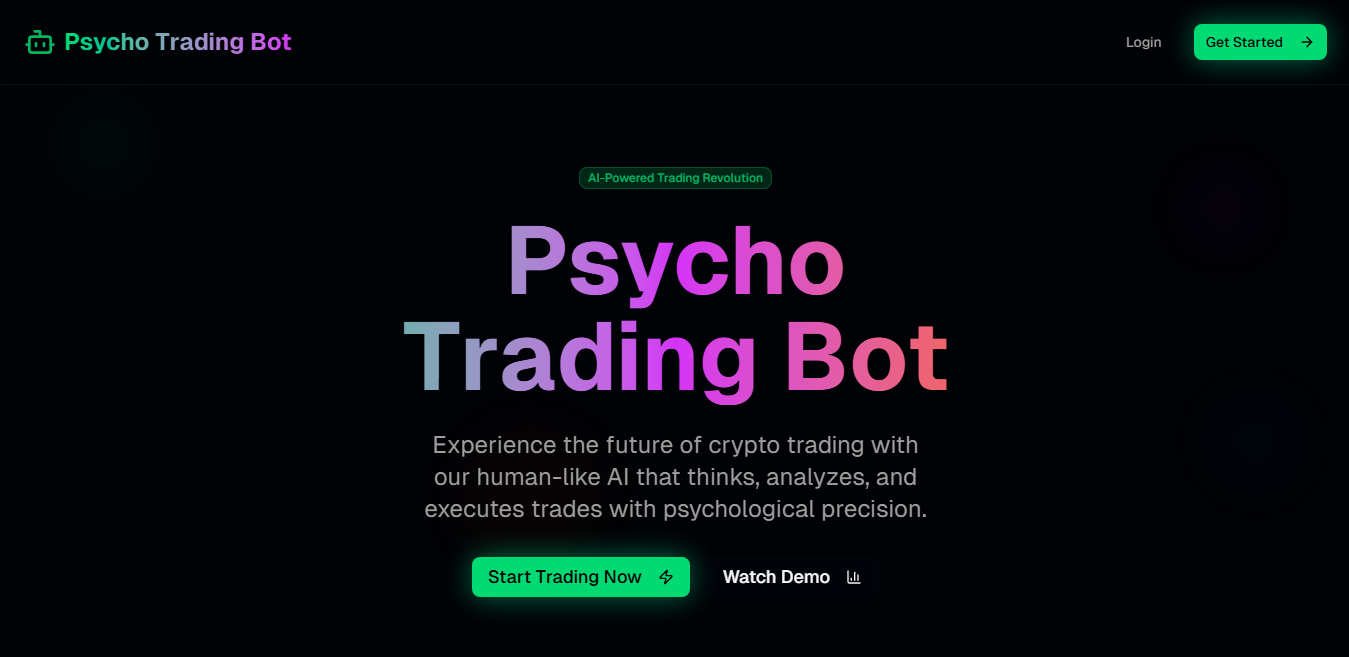 Psycho Trading Bot
Login
Get Started
AI-Powered Trading Revolution
Psycho
Trading Bot
Experience the future of crypto trading with
our human-like AI that thinks, analyzes, and
executes trades with psychological precision.
Start Trading Now
Watch Demo